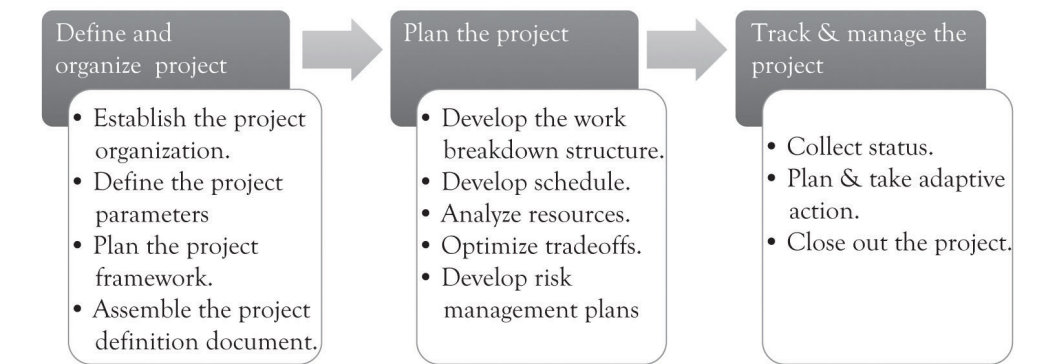 Define and
organize project
• Establish the project
organization.
• Define the project
parameters
• Plan the project
framework.
• Assemble the project
definition document.
Plan the project
• Develop the work
breakdown structure.
• Develop schedule.
• Analyze resources.
• Optimize tradeoffs.
• Develop risk
management plans
Track & manage the
project
• Collect status.
• Plan & take adaptive
action.
• Close out the project.